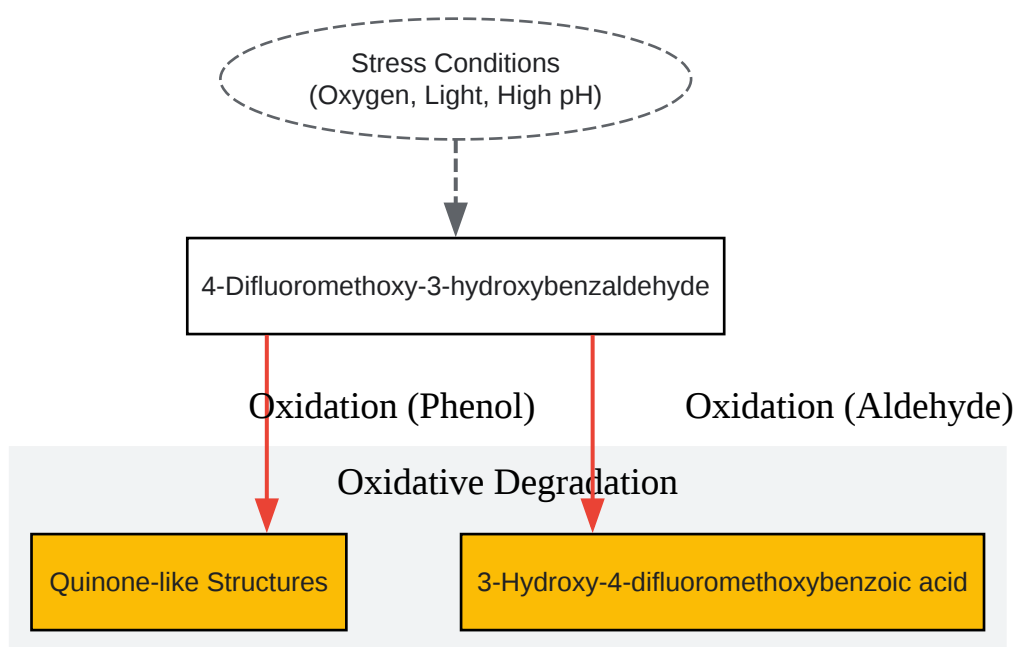 Stress Conditions
(Oxygen, Light, High pH)
4-Difluoromethoxy-3-hydroxybenzaldehyde
Oxidation (Phenol)
Oxidation (Aldehyde)
Oxidative Degradation
Quinone-like Structures
3-Hydroxy-4-difluoromethoxybenzoic acid